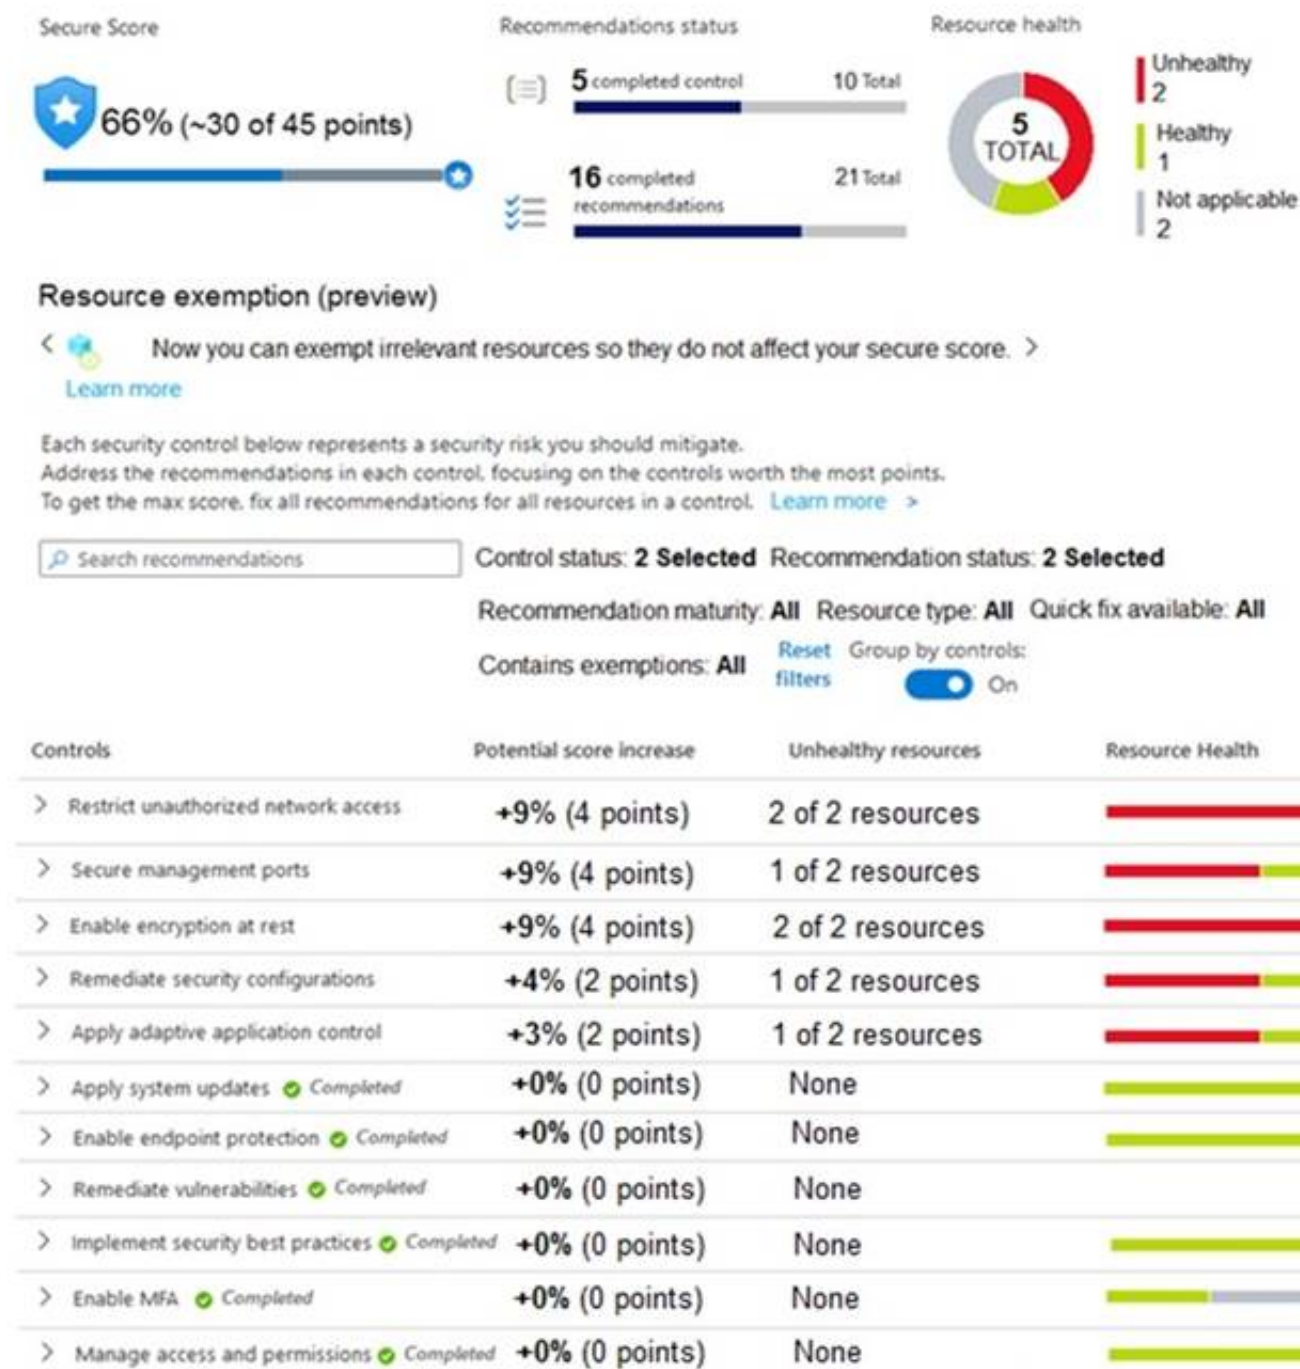 Secure Score
Recommendations status
Resource health
66% (~30 of 45 points)
5 completed control
10 Total
16 completed
recommendations
21 Total
5
TOTAL
Unhealthy
2
Healthy
1
Not applicable
2
Resource exemption (preview)
Now you can exempt irrelevant resources so they do not affect your secure score.
Learn more
Each security control below represents a security risk you should mitigate.
Address the recommendations in each control, focusing on the controls worth the most points.
To get the max score, fix all recommendations for all resources in a control. Learn more >
Search recommendations
Control status: 2 Selected Recommendation status: 2 Selected
Recommendation maturity: All Resource type: All Quick fix available: All
Contains exemptions: All
Reset
filters
Group by controls:
On
Controls Potential score increase Unhealthy resources Resource Health
Restrict unauthorized network access +9% (4 points) 2 of 2 resources
Secure management ports +9% (4 points) 1 of 2 resources
Enable encryption at rest +9% (4 points) 2 of 2 resources
Remediate security configurations +4% (2 points) 1 of 2 resources
Apply adaptive application control +3% (2 points) 1 of 2 resources
Apply system updates Completed +0% (0 points) None
Enable endpoint protection Completed +0% (0 points) None
Remediate vulnerabilities Completed +0% (0 points) None
Implement security best practices Completed +0% (0 points) None
Enable MFA Completed +0% (0 points) None
Manage access and permissions Completed +0% (0 points) None